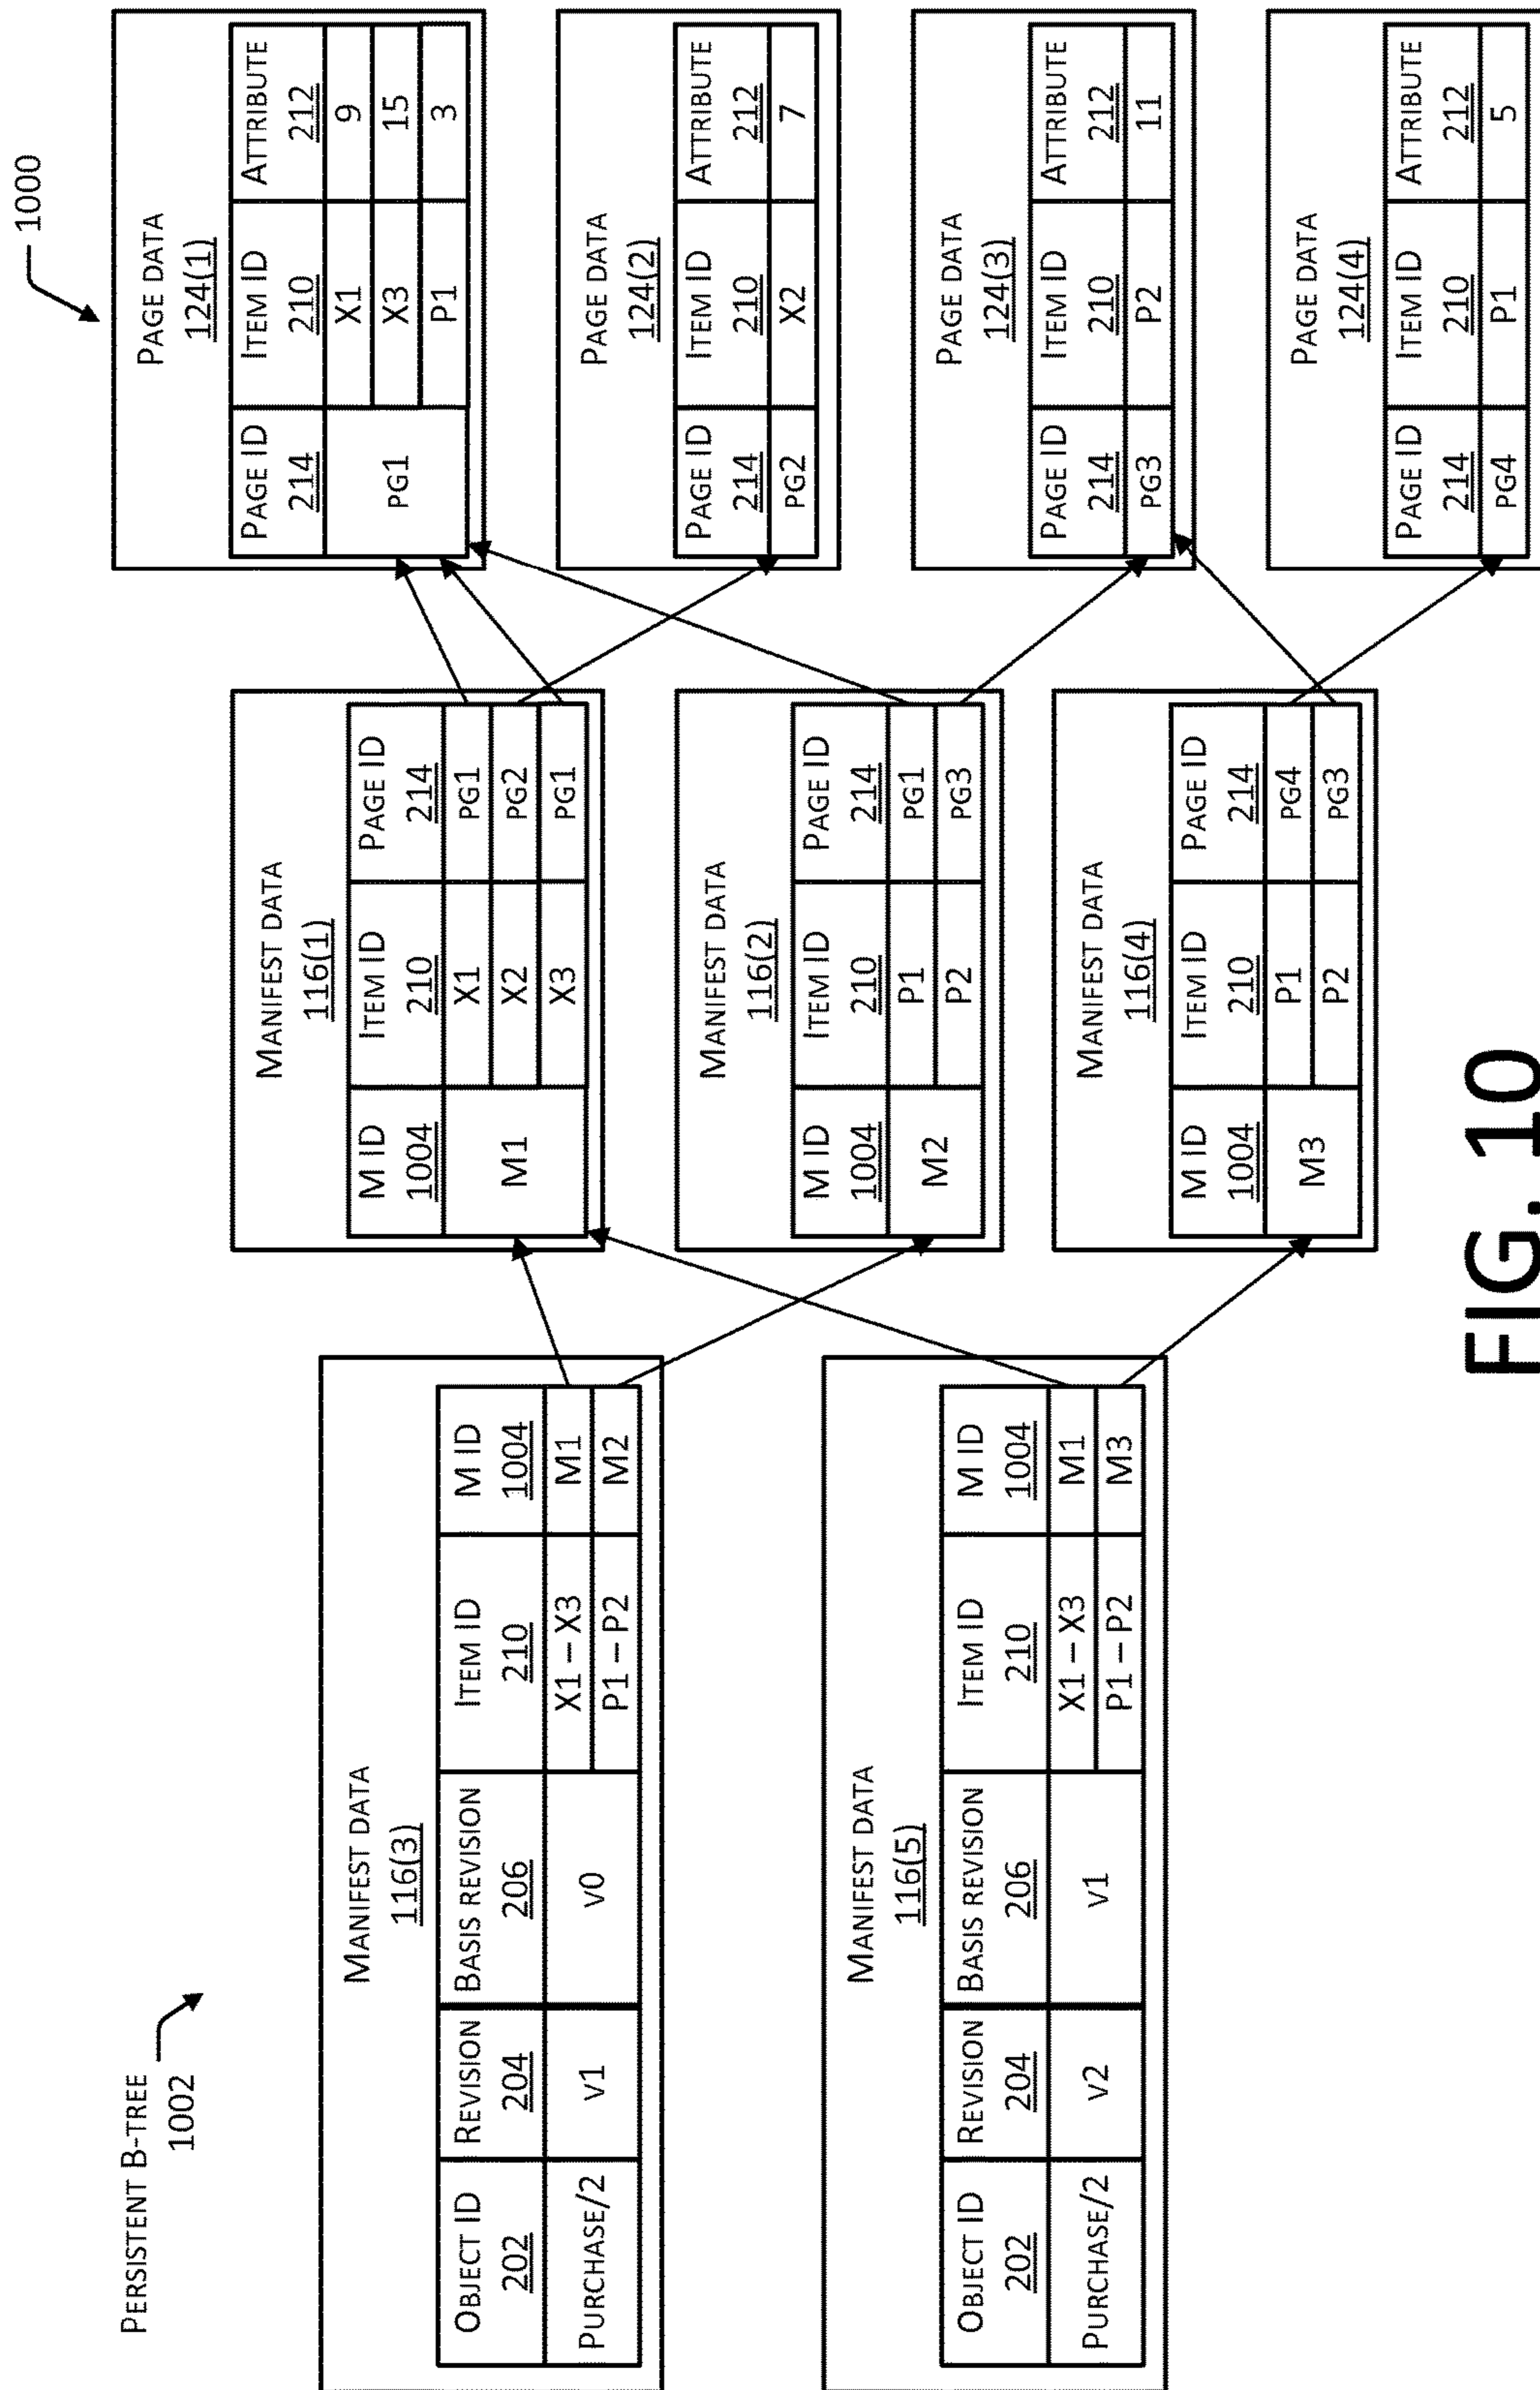 1000
PERSISTENT B-TREE
1002
MANIFEST DATA
116(3)
OBJECT ID REVISION BASIS REVISION ITEM ID M ID
202 204 206 210 1004
PURCHASE/2 V1 V0 X1 – X3 M1
P1 – P2 M2
MANIFEST DATA
116(5)
OBJECT ID REVISION BASIS REVISION ITEM ID M ID
202 204 206 210 1004
PURCHASE/2 V2 V1 X1 – X3 M1
P1 – P2 M3
MANIFEST DATA
116(1)
M ID ITEM ID PAGE ID
1004 210 214
M1 X1 PG1
X2 PG2
X3 PG1
MANIFEST DATA
116(2)
M ID ITEM ID PAGE ID
1004 210 214
M2 P1 PG1
P2 PG3
MANIFEST DATA
116(4)
M ID ITEM ID PAGE ID
1004 210 214
M3 P1 PG4
P2 PG3
PAGE DATA
124(1)
PAGE ID ITEM ID ATTRIBUTE
214 210 212
PG1 X1 9
X3 15
P1 3
PAGE DATA
124(2)
PAGE ID ITEM ID ATTRIBUTE
214 210 212
PG2 X2 7
PAGE DATA
124(3)
PAGE ID ITEM ID ATTRIBUTE
214 210 212
PG3 P2 11
PAGE DATA
124(4)
PAGE ID ITEM ID ATTRIBUTE
214 210 212
PG4 P1 5
FIG. 10